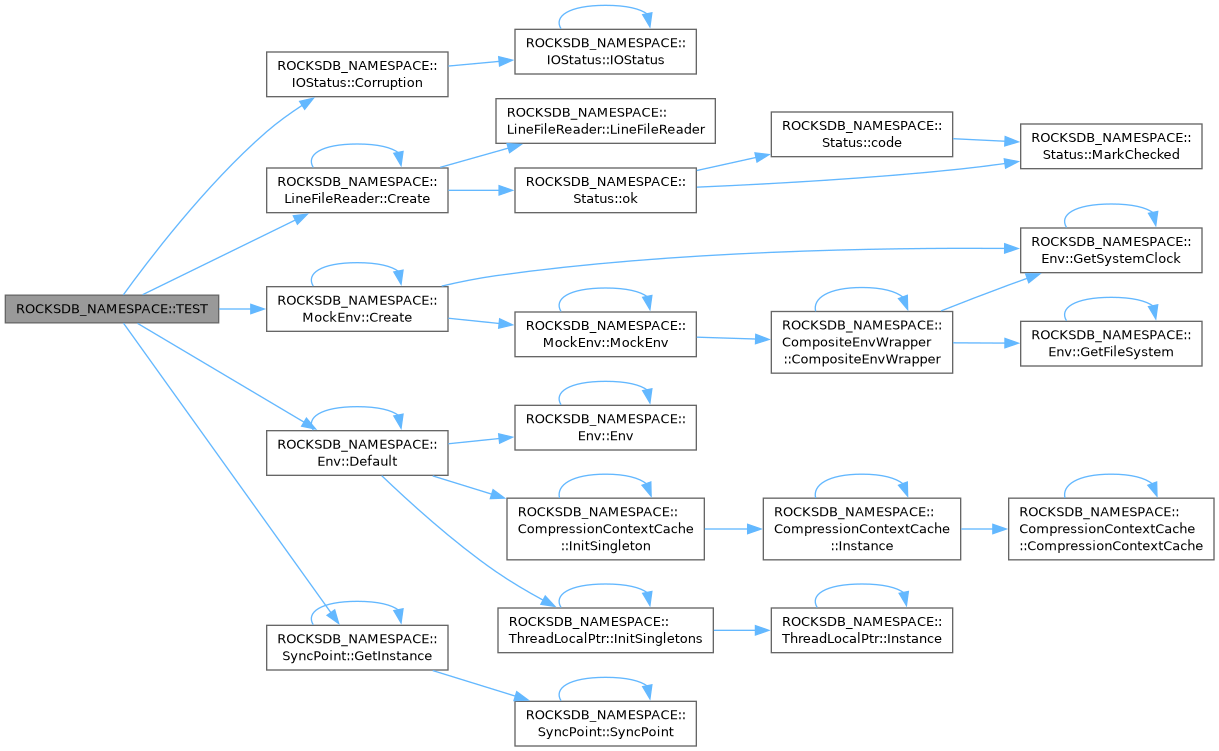 ROCKSDB_NAMESPACE::TEST
ROCKSDB_NAMESPACE::
IOStatus::Corruption
ROCKSDB_NAMESPACE::
IOStatus::IOStatus
ROCKSDB_NAMESPACE::
LineFileReader::Create
ROCKSDB_NAMESPACE::
LineFileReader::LineFileReader
ROCKSDB_NAMESPACE::
Status::ok
ROCKSDB_NAMESPACE::
Status::code
ROCKSDB_NAMESPACE::
Status::MarkChecked
ROCKSDB_NAMESPACE::
MockEnv::Create
ROCKSDB_NAMESPACE::
Env::GetSystemClock
ROCKSDB_NAMESPACE::
MockEnv::MockEnv
ROCKSDB_NAMESPACE::
CompositeEnvWrapper
::CompositeEnvWrapper
ROCKSDB_NAMESPACE::
Env::GetFileSystem
ROCKSDB_NAMESPACE::
Env::Default
ROCKSDB_NAMESPACE::
Env::Env
ROCKSDB_NAMESPACE::
CompressionContextCache
::InitSingleton
ROCKSDB_NAMESPACE::
CompressionContextCache
::Instance
ROCKSDB_NAMESPACE::
CompressionContextCache
::CompressionContextCache
ROCKSDB_NAMESPACE::
ThreadLocalPtr::InitSingletons
ROCKSDB_NAMESPACE::
ThreadLocalPtr::Instance
ROCKSDB_NAMESPACE::
SyncPoint::GetInstance
ROCKSDB_NAMESPACE::
SyncPoint::SyncPoint